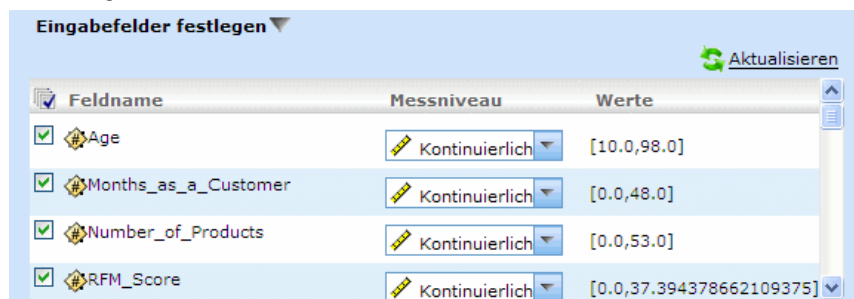 Eingabefelder festlegen
Aktualisieren
Feldname Messniveau Werte
Age Kontinuierlich [10.0,98.0]
Months_as_a_Customer Kontinuierlich [0.0,48.0]
Number_of_Products Kontinuierlich [0.0,53.0]
RFM_Score Kontinuierlich [0.0,37.394378662109375]